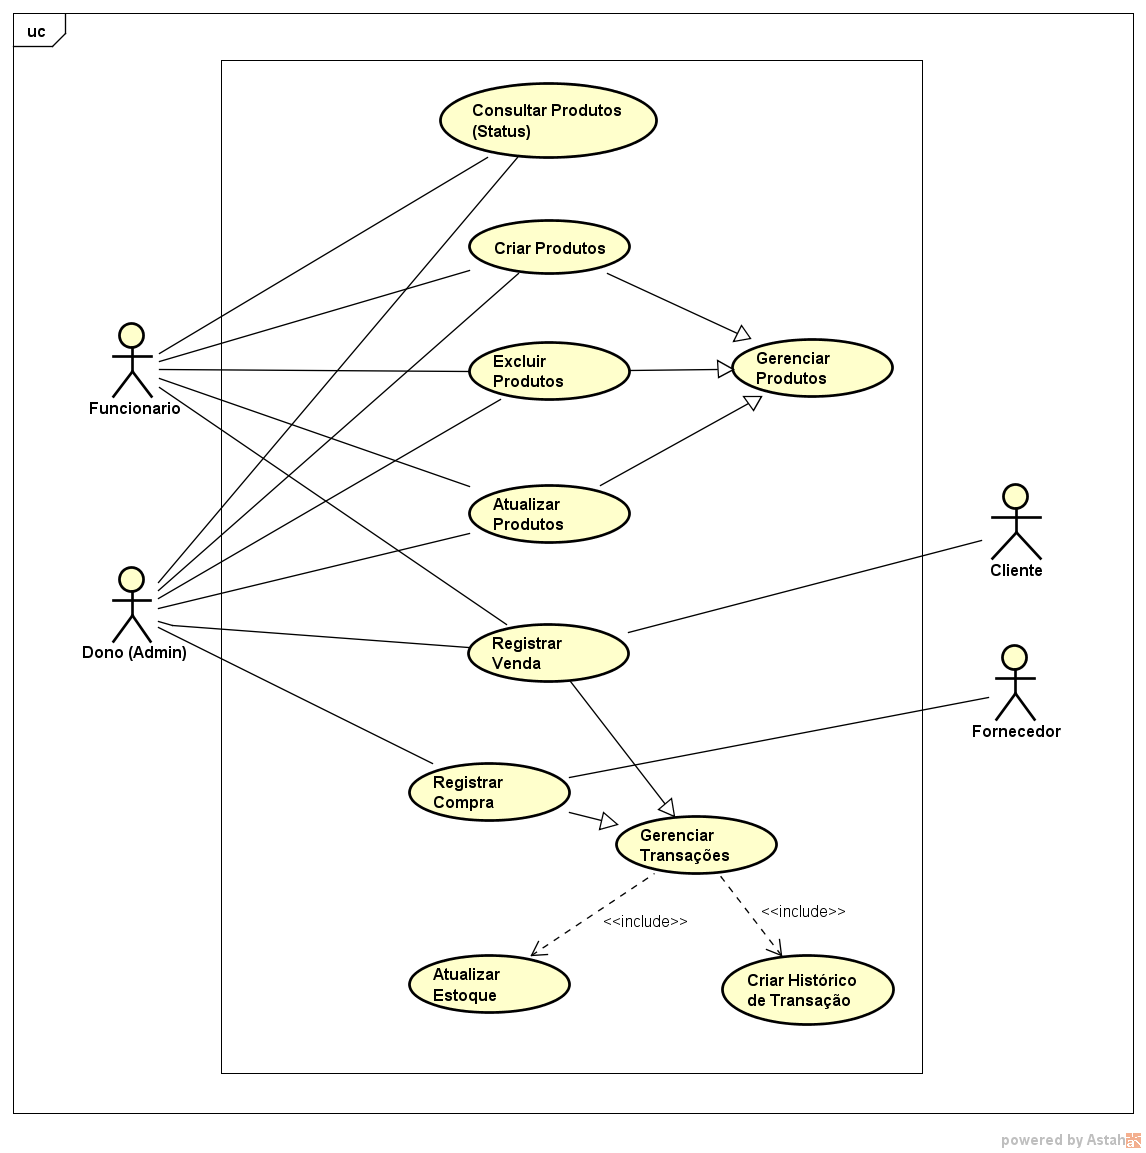 uc
Consultar Produtos
(Status)
Criar Produtos
Excluir
Produtos
Gerenciar
Produtos
Funcionario
Atualizar
Produtos
Cliente
Dono (Admin)
Registrar
Venda
Fornecedor
Registrar
Compra
Gerenciar
Transações
<<include>>
<<include>>
Atualizar
Estoque
Criar Histórico
de Transação
powered by Astah